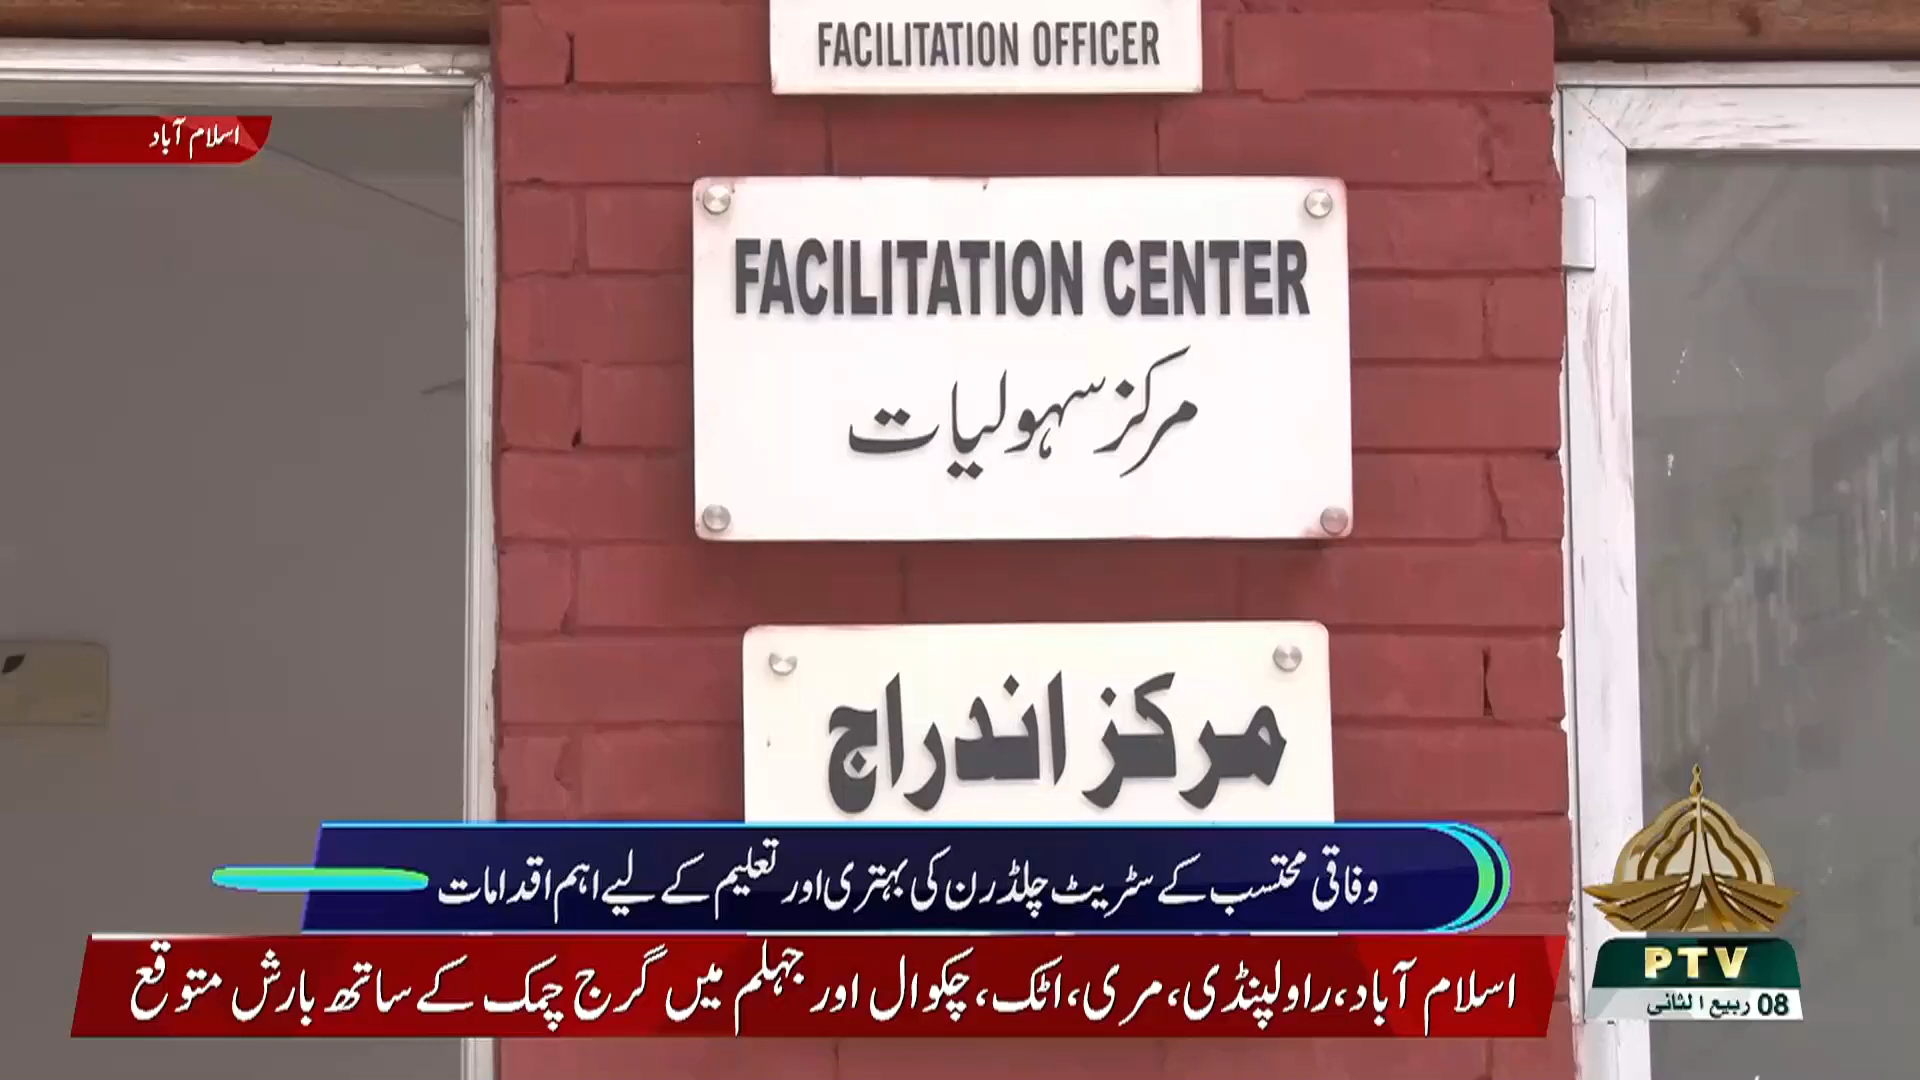 FACILITATION OFFICER
اسلام آباد
FACILITATION CENTER
مرکز سہولیات
مرکز اندراج
وفاقی محتسب کے سٹریٹ چلڈرن کی بہتری اور تعلیم کے لیے اہم اقدامات
اسلام آباد، راولپنڈی، مری، اٹک، چکوال اور جہلم میں گرج چمک کے ساتھ بارش متوقع
PTV
08 ربیع الثانی